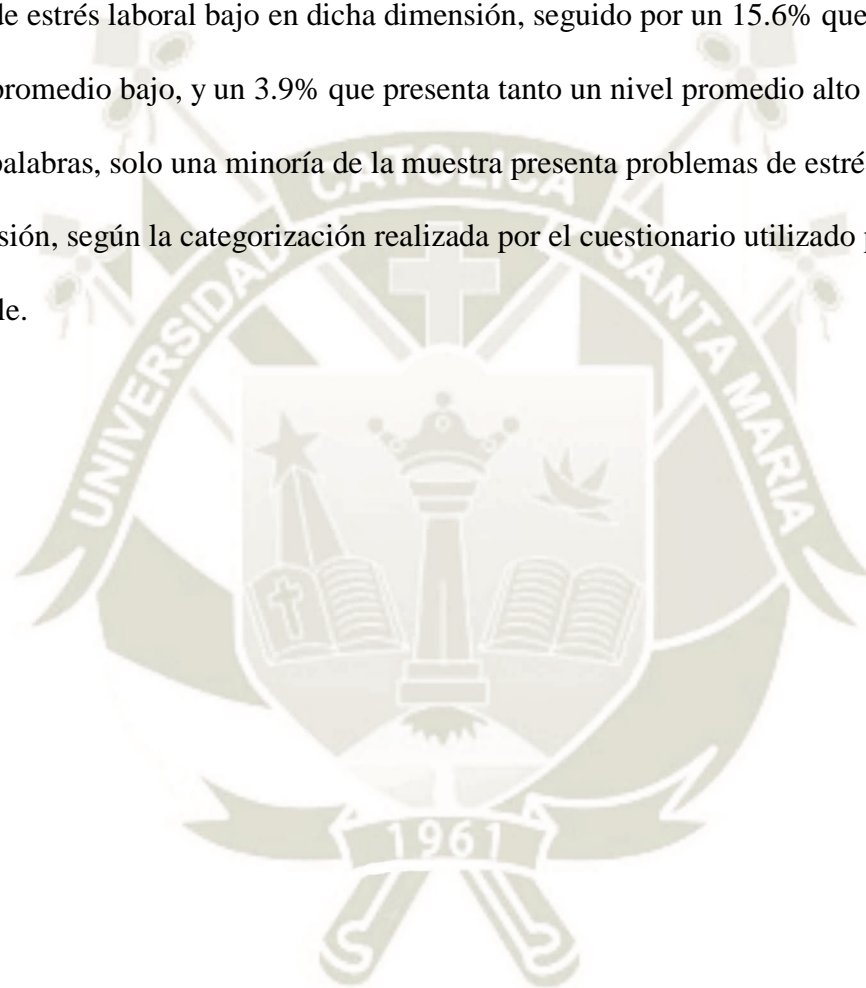 de estrés laboral bajo en dicha dimensión, seguido por un 15.6% que
promedio bajo, y un 3.9% que presenta tanto un nivel promedio alto
palabras, solo una minoría de la muestra presenta problemas de estré
sión, según la categorización realizada por el cuestionario utilizado p
le.
UNIVERSIDAD CATOLICA SANTA MARIA
1961